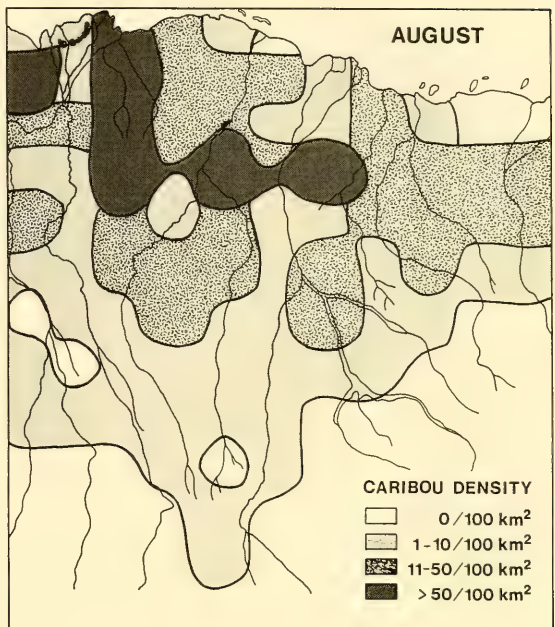 AUGUST
CARIBOU DENSITY
0/100 km²
1-10/100 km²
11-50/100 km²
>50/100 km²